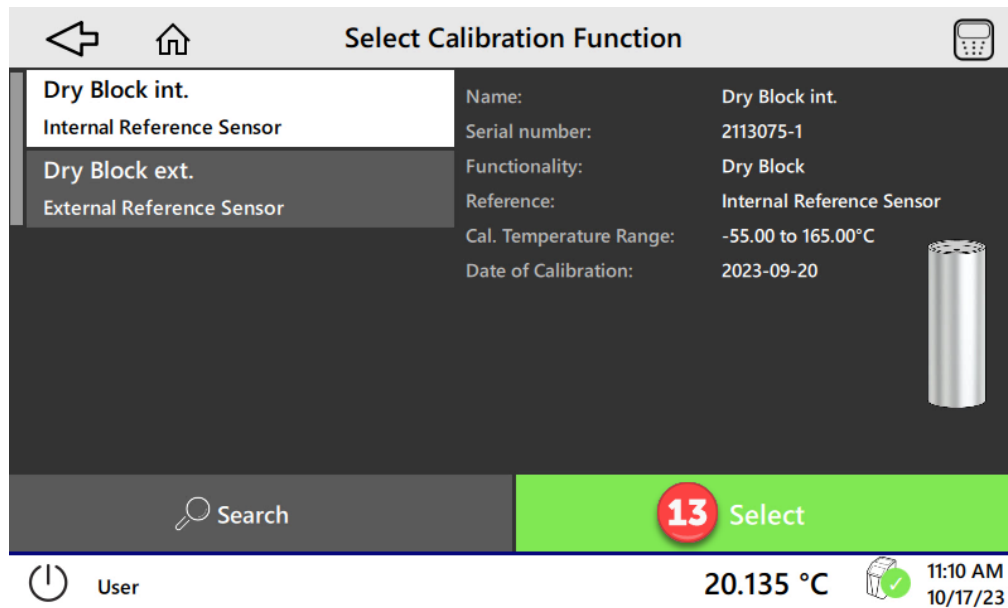 Select Calibration Function
Dry Block int.
Internal Reference Sensor
Dry Block ext.
External Reference Sensor
Name: Dry Block int.
Serial number: 2113075-1
Functionality: Dry Block
Reference: Internal Reference Sensor
Cal. Temperature Range: -55.00 to 165.00°C
Date of Calibration: 2023-09-20
Search
13 Select
User
20.135 °C
11:10 AM
10/17/23